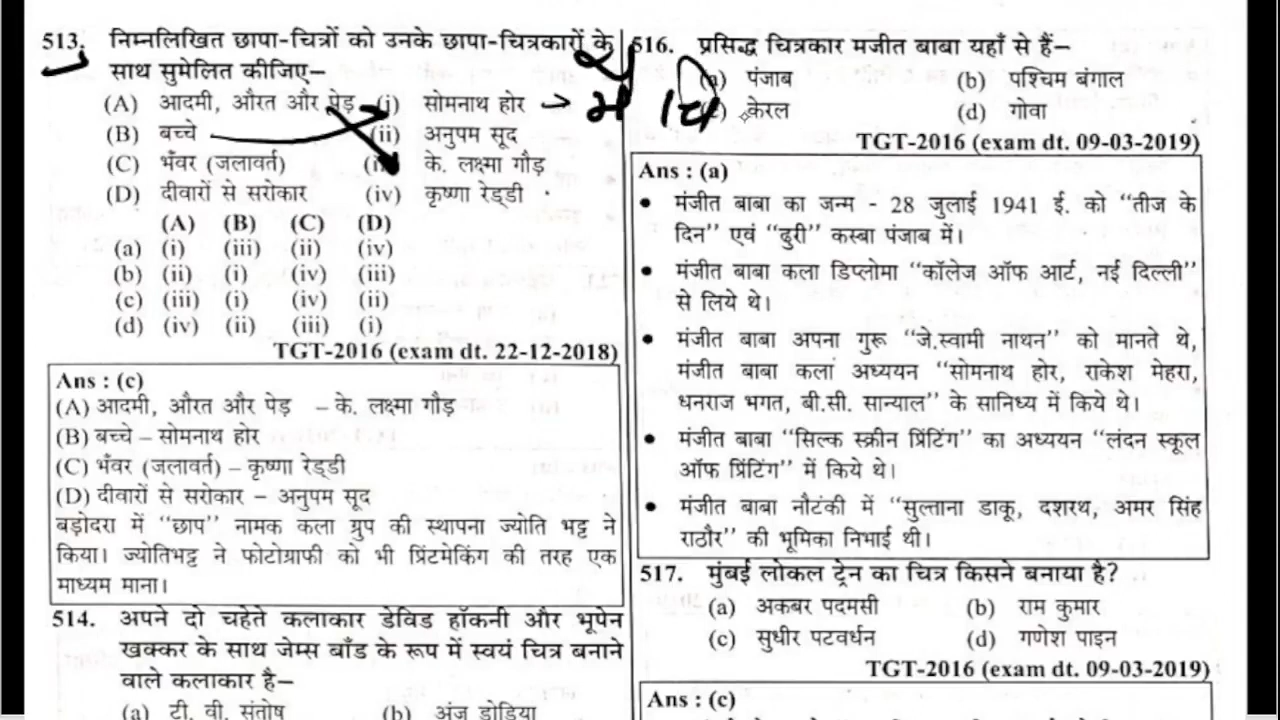 513. निम्नलिखित छापा-चित्रों को उनके छापा-चित्रकारों के
साथ सुमेलित कीजिए–
(A) आदमी, औरत और पेड़ (i) सोमनाथ होर
(B) बच्चे (ii) अनुपम सूद
(C) भँवर (जलावर्त) के. लक्ष्मा गौड़
(D) दीवारों से सरोकार (iv) कृष्णा रेड्डी
(A) (B) (C) (D)
(a) (i) (iii) (ii) (iv)
(b) (ii) (i) (iv) (iii)
(c) (iii) (i) (iv) (ii)
(d) (iv) (ii) (iii) (i)
TGT-2016 (exam dt. 22-12-2018)
Ans : (c)
(A) आदमी, औरत और पेड़ – के. लक्ष्मा गौड़
(B) बच्चे – सोमनाथ होर
(C) भँवर (जलावर्त) – कृष्णा रेड्डी
(D) दीवारों से सरोकार – अनुपम सूद
बड़ोदरा में “छाप” नामक कला ग्रुप की स्थापना ज्योति भट्ट ने
किया। ज्योतिभट्ट ने फोटोग्राफी को भी प्रिंटमेकिंग की तरह एक
माध्यम माना।
514. अपने दो चहेते कलाकार डेविड हॉकनी और भूपेन
खक्कर के साथ जेम्स बाँड के रूप में स्वयं चित्र बनाने
वाले कलाकार है–
(a) टी. वी. संतोष (b) अंजू डोडिया
516. प्रसिद्ध चित्रकार मजीत बाबा यहाँ से हैं–
(a) पंजाब (b) पश्चिम बंगाल
केरल (d) गोवा
TGT-2016 (exam dt. 09-03-2019)
Ans : (a)
• मंजीत बाबा का जन्म - 28 जुलाई 1941 ई. को “तीज के
दिन” एवं “ढुरी” कस्बा पंजाब में।
• मंजीत बाबा कला डिप्लोमा “कॉलेज ऑफ आर्ट, नई दिल्ली”
से लिये थे।
• मंजीत बाबा अपना गुरू “जे.स्वामी नाथन” को मानते थे,
मंजीत बाबा कलां अध्ययन “सोमनाथ होर, राकेश मेहरा,
धनराज भगत, बी.सी. सान्याल” के सानिध्य में किये थे।
• मंजीत बाबा “सिल्क स्क्रीन प्रिंटिंग” का अध्ययन “लंदन स्कूल
ऑफ प्रिंटिंग” में किये थे।
• मंजीत बाबा नौटंकी में “सुल्ताना डाकू, दशरथ, अमर सिंह
राठौर” की भूमिका निभाई थी।
517. मुंबई लोकल ट्रेन का चित्र किसने बनाया है?
(a) अकबर पदमसी (b) राम कुमार
(c) सुधीर पटवर्धन (d) गणेश पाइन
TGT-2016 (exam dt. 09-03-2019)
Ans : (c)